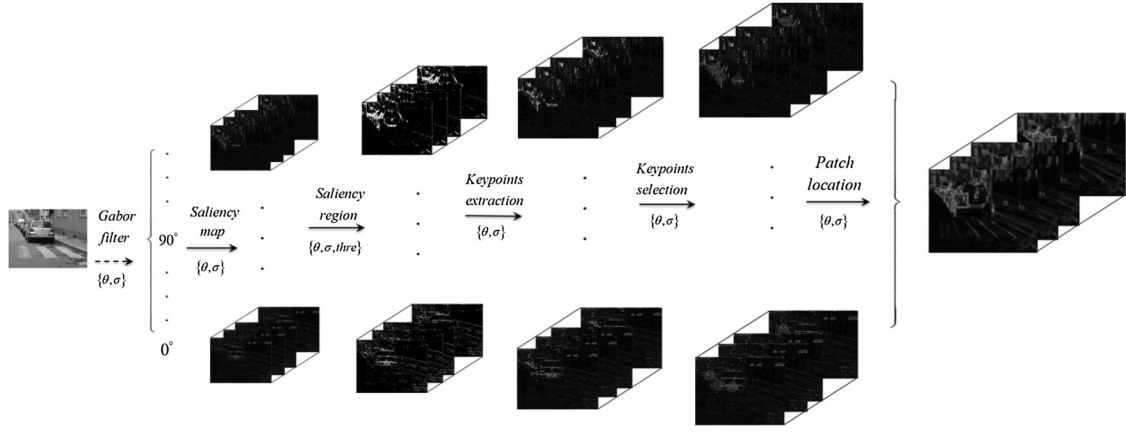 Gabor
filter
{θ,σ}
90°
0°
Saliency
map
{θ,σ}
Saliency
region
{θ,σ,thre}
Keypoints
extraction
{θ,σ}
Keypoints
selection
{θ,σ}
Patch
location
{θ,σ}